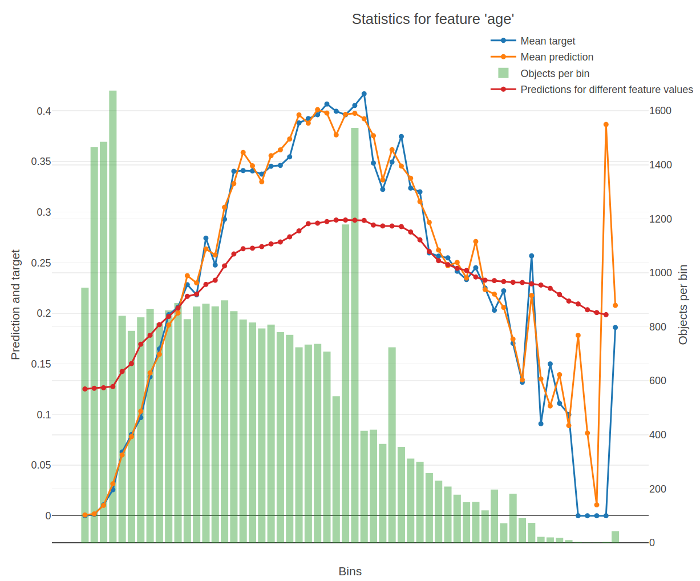 Statistics for feature 'age'
Mean target
Mean prediction
Objects per bin
Predictions for different feature values
0.4
0.35
0.3
0.25
0.2
0.15
0.1
0.05
0
Prediction and target
1600
1400
1200
1000
800
600
400
200
0
Objects per bin
Bins